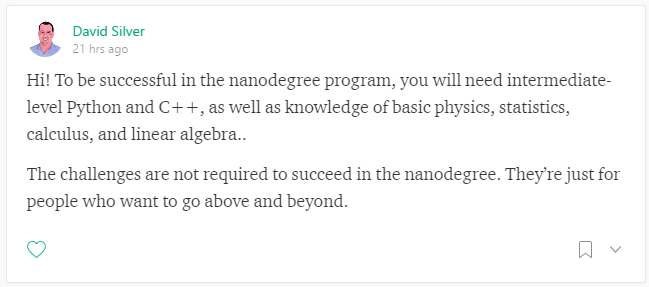 David Silver
21 hrs ago
Hi! To be successful in the nanodegree program, you will need intermediate-
level Python and C++, as well as knowledge of basic physics, statistics,
calculus, and linear algebra..
The challenges are not required to succeed in the nanodegree. They’re just for
people who want to go above and beyond.